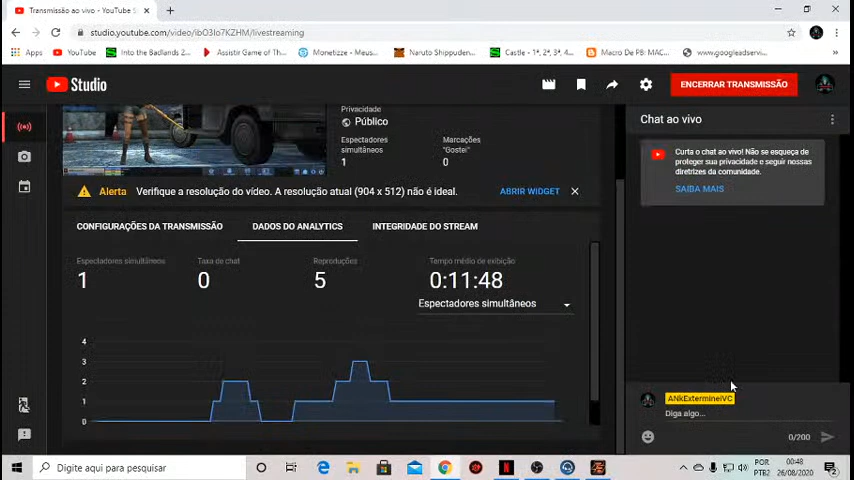 Transmissão ao vivo - YouTube S
studio.youtube.com/video/ibO3Io7KZHM/livestreaming
Apps
YouTube
Into the Badlands 2...
Assistir Game of Th...
Monetizze - Meus...
Naruto Shippuden...
Castle - 1ª, 2ª, 3ª, 4...
Macro De PB: MAC...
www.googleadservi...
Studio
ENCERRAR TRANSMISSÃO
Privacidade
Público
Espectadores
simultâneos
1
Marcações
"Gostei"
0
Alerta Verifique a resolução do vídeo. A resolução atual (904 x 512) não é ideal.
ABRIR WIDGET
CONFIGURAÇÕES DA TRANSMISSÃO
DADOS DO ANALYTICS
INTEGRIDADE DO STREAM
Espectadores simultâneos
1
Taxa de chat
0
Reproduções
5
Tempo médio de exibição
0:11:48
Espectadores simultâneos
4
3
2
1
0
Chat ao vivo
Curta o chat ao vivo! Não se esqueça de
proteger sua privacidade e seguir nossas
diretrizes da comunidade.
SAIBA MAIS
ANkExtermineiVC
Diga algo...
0/200
Digite aqui para pesquisar
POR
PTB2
00:48
26/08/2020
2